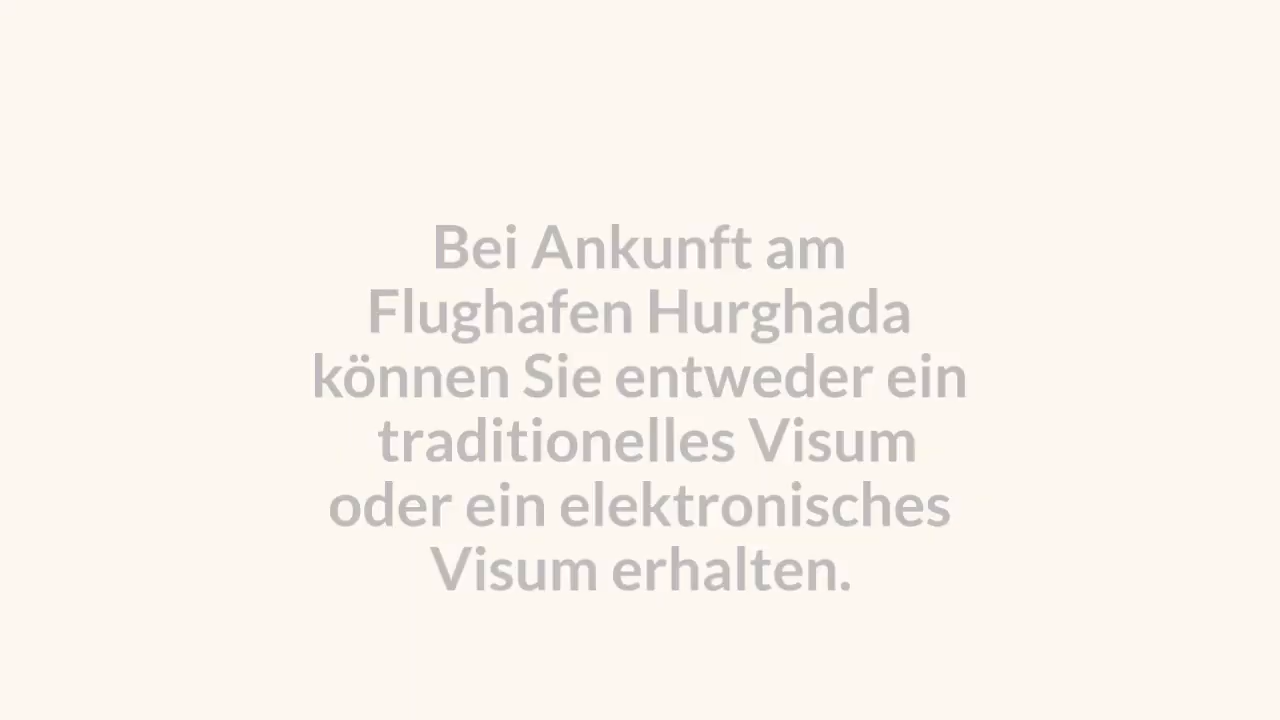 Bei Ankunft am
Flughafen Hurghada
können Sie entweder ein
traditionelles Visum
oder ein elektronisches
Visum erhalten.